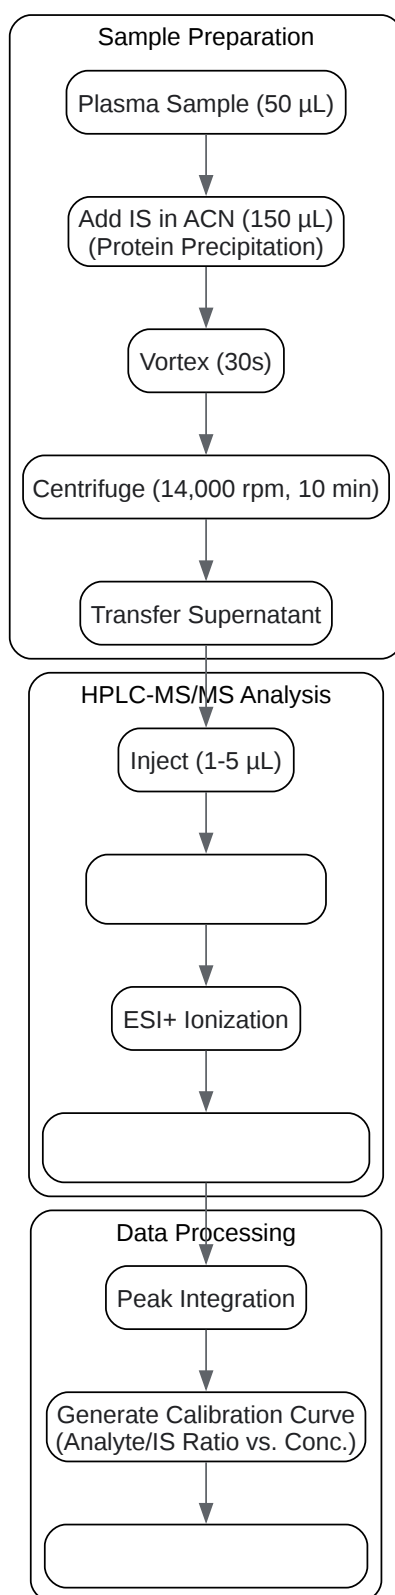 Sample Preparation
Plasma Sample (50 µL)
Add IS in ACN (150 µL)
(Protein Precipitation)
Vortex (30s)
Centrifuge (14,000 rpm, 10 min)
Transfer Supernatant
HPLC-MS/MS Analysis
Inject (1-5 µL)
ESI+ Ionization
Data Processing
Peak Integration
Generate Calibration Curve
(Analyte/IS Ratio vs. Conc.)